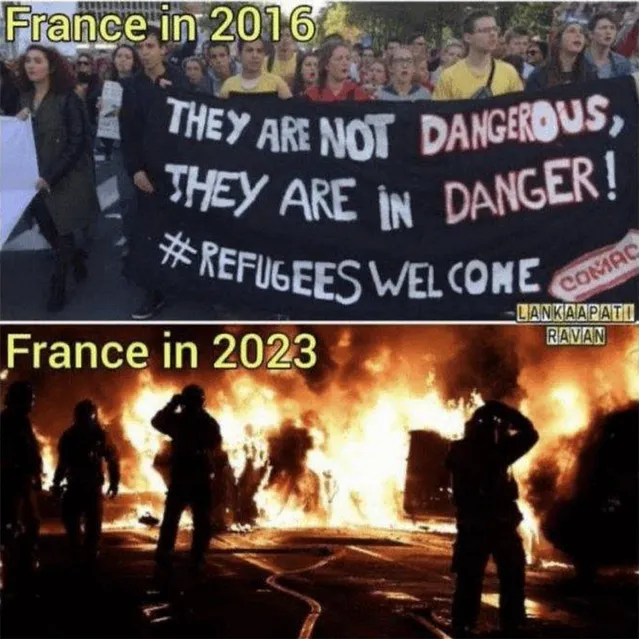 France in 2016
THEY ARE NOT DANGEROUS,
THEY ARE IN DANGER!
#REFUGEES WELCOME
COMAC
LANKAAPATI
RAVAN
France in 2023